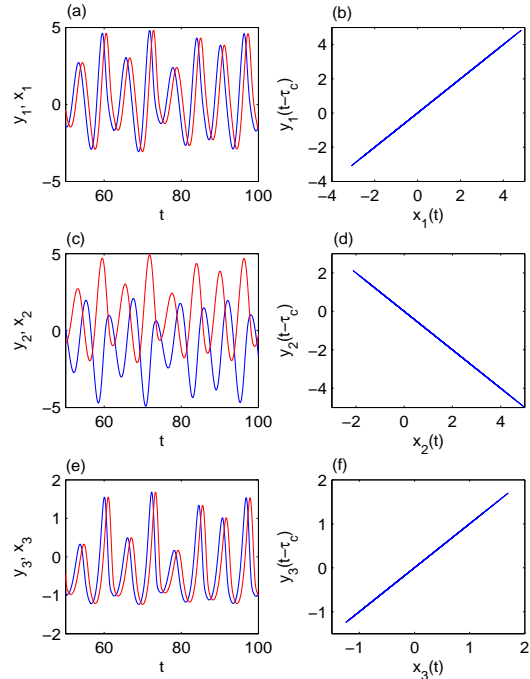 (a)
5
0
−5
60
80
100
y₁, x₁
t
(b)
4
2
0
−2
−4
−4
−2
0
2
4
y₁(t−τc)
x₁(t)
(c)
5
0
−5
60
80
100
y₂, x₂
t
(d)
2
0
−2
−4
−2
0
2
4
y₂(t−τc)
x₂(t)
(e)
2
1
0
−1
−2
60
80
100
y₃, x₃
t
(f)
2
1
0
−1
−1
0
1
2
y₃(t−τc)
x₃(t)